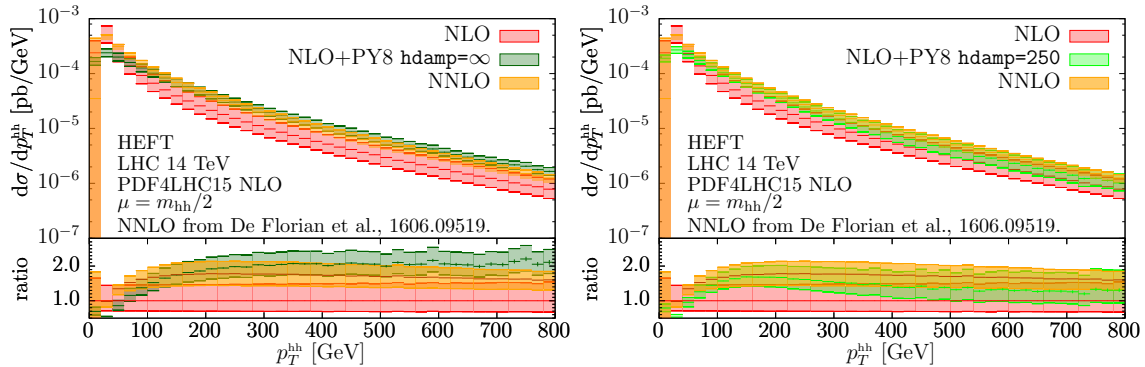 dσ/dp_T^hh [pb/GeV]
10⁻³
10⁻⁴
10⁻⁵
10⁻⁶
10⁻⁷
NLO
NLO+PY8 hdamp=∞
NNLO
HEFT
LHC 14 TeV
PDF4LHC15 NLO
μ = m_hh/2
NNLO from De Florian et al., 1606.09519.
ratio
2.0
1.0
0 100 200 300 400 500 600 700 800
p_T^hh [GeV]
dσ/dp_T^hh [pb/GeV]
10⁻³
10⁻⁴
10⁻⁵
10⁻⁶
10⁻⁷
NLO
NLO+PY8 hdamp=250
NNLO
HEFT
LHC 14 TeV
PDF4LHC15 NLO
μ = m_hh/2
NNLO from De Florian et al., 1606.09519.
ratio
2.0
1.0
0 100 200 300 400 500 600 700 800
p_T^hh [GeV]